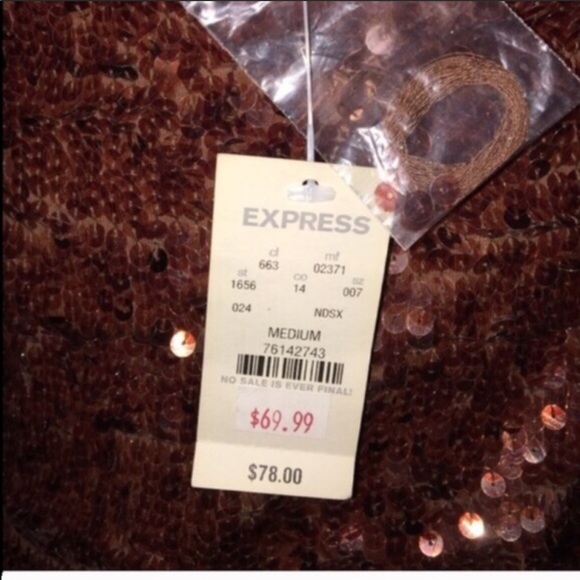 EXPRESS
cl mf
663 02371
st co sz
1656 14 007
024 NDSX
MEDIUM
76142743
NO SALE IS EVER FINAL!
$69.99
$78.00